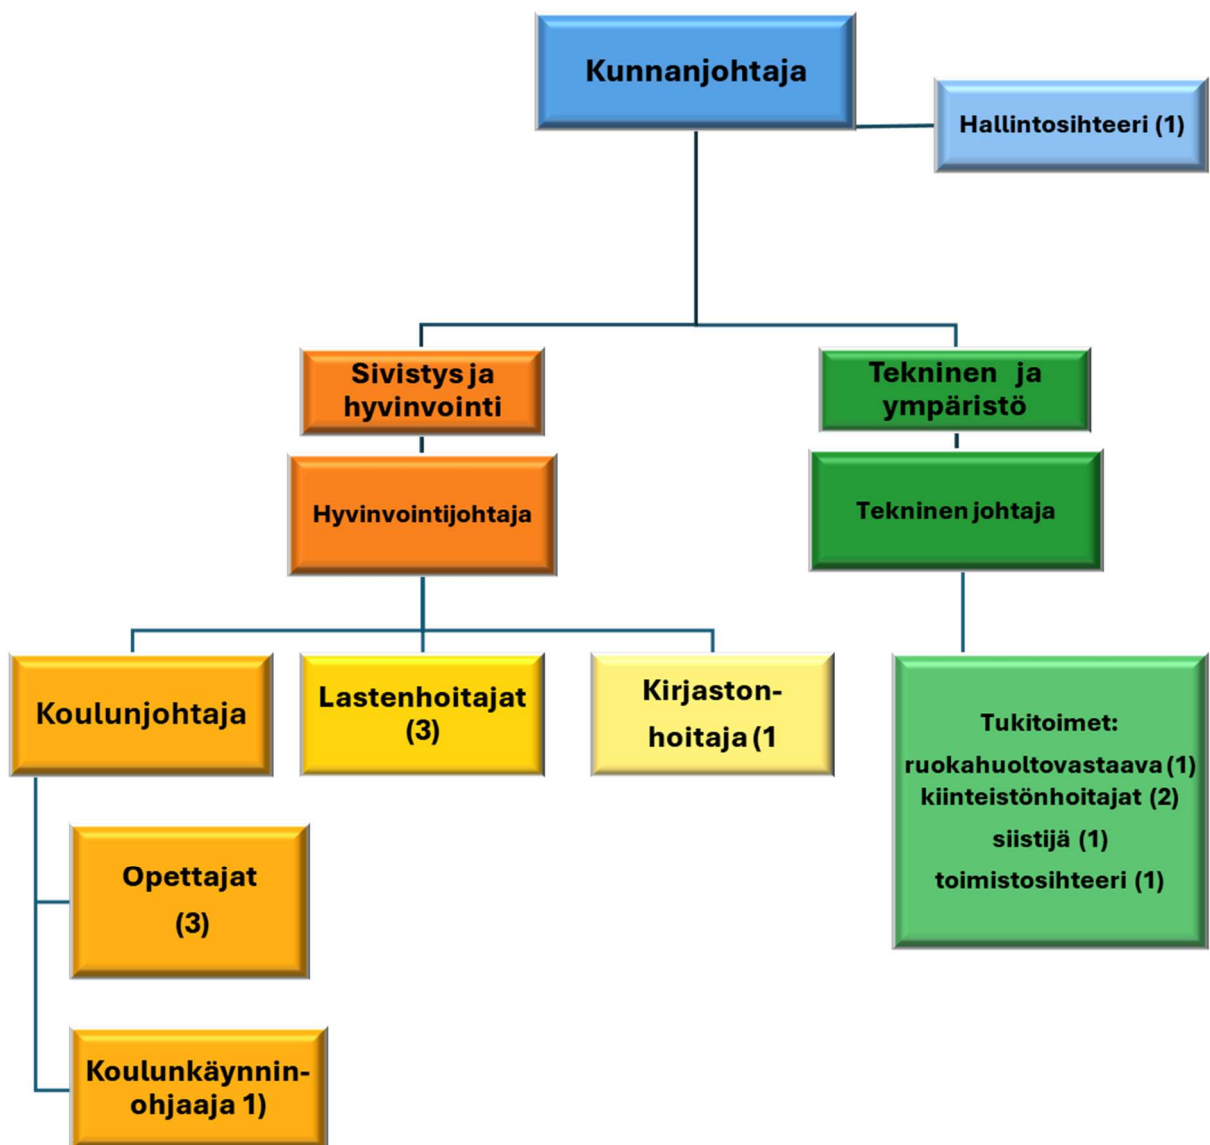 Kunnanjohtaja
Hallintosihteeri (1)
Sivistys ja
hyvinvointi
Tekninen ja
ympäristö
Hyvinvointijohtaja
Tekninen johtaja
Koulunjohtaja
Lastenhoitajat
(3)
Kirjaston-
hoitaja (1
Tukitoimet:
ruokahuoltovastaava (1)
kiinteistönhoitajat (2)
siistijä (1)
toimistosihteeri (1)
Opettajat
(3)
Koulunkäynnin-
ohjaaja 1)